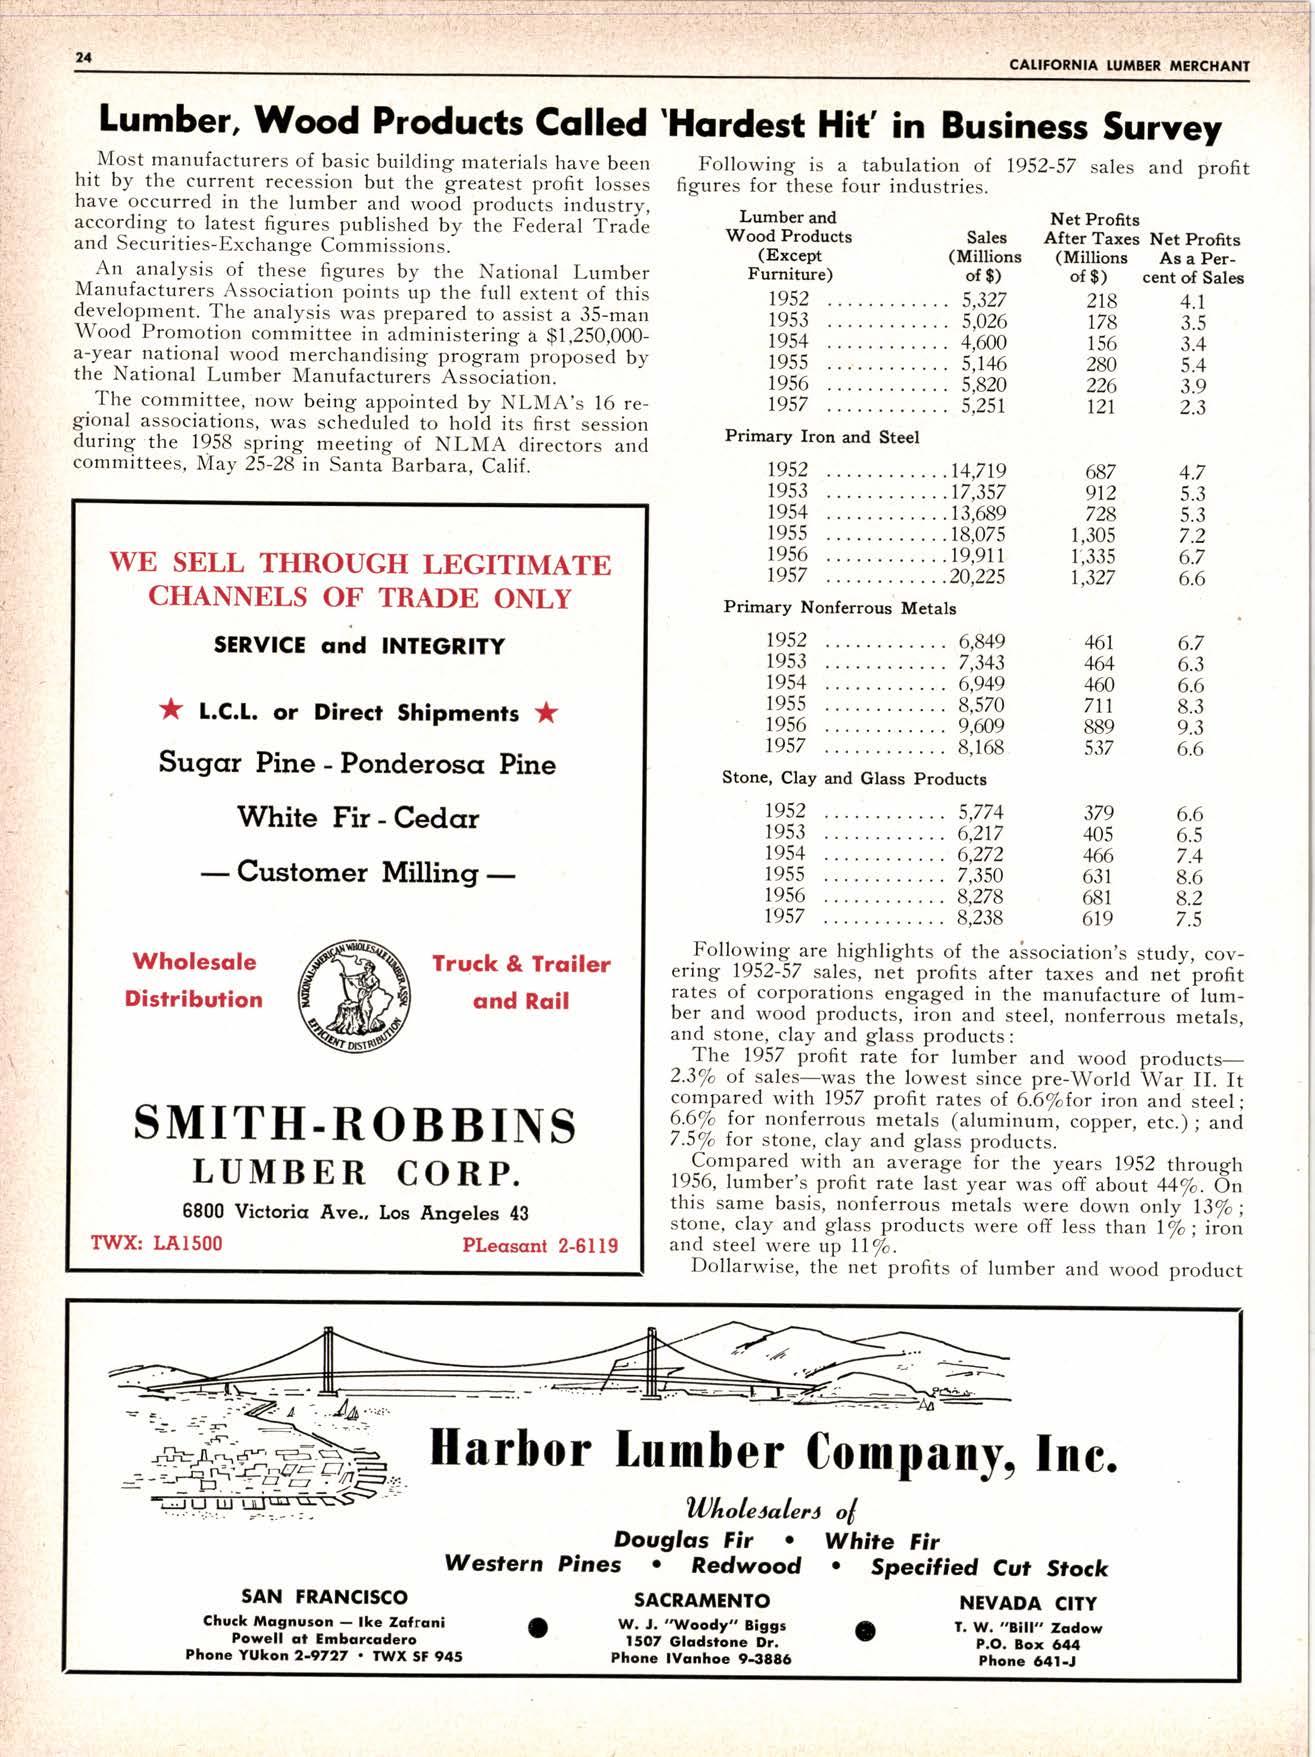 24
CALIFORNIA LUMBER MERCHANT
Lumber, Wood Products Called 'Hardest Hit' in Business Survey
Most manufacturers of basic building materials have been
hit by the current recession but the greatest profit losses
have occurred in the lumber and wood products industry,
according to latest figures published by the Federal Trade
and Securities-Exchange Commissions.
An analysis of these figures by the National Lumber
Manufacturers Association points up the full extent of this
development. The analysis was prepared to assist a 35-man
Wood Promotion committee in administering a $1,250,000-
a-year national wood merchandising program proposed by
the National Lumber Manufacturers Association.
The committee, now being appointed by NLMA's 16 re-
gional associations, was scheduled to hold its first session
during the 1958 spring meeting of NLMA directors and
committees, May 25-28 in Santa Barbara, Calif.
WE SELL THROUGH LEGITIMATE
CHANNELS OF TRADE ONLY
SERVICE and INTEGRITY
★ L.C.L. or Direct Shipments ★
Sugar Pine - Ponderosa Pine
White Fir - Cedar
— Customer Milling —
Wholesale
Distribution
NATIONAL-AMERICAN WHOLESALE LUMBER ASSN.
EFFICIENT DISTRIBUTION
Truck & Trailer
and Rail
SMITH-ROBBINS
LUMBER CORP.
6800 Victoria Ave., Los Angeles 43
TWX: LA1500 PLeasant 2-6119
Following is a tabulation of 1952-57 sales and profit
figures for these four industries.
Lumber and Net Profits
Wood Products Sales After Taxes Net Profits
(Except (Millions (Millions As a Per-
Furniture) of $) of $) cent of Sales
1952 ............ 5,327 218 4.1
1953 ............ 5,026 178 3.5
1954 ............ 4,600 156 3.4
1955 ............ 5,146 280 5.4
1956 ............ 5,820 226 3.9
1957 ............ 5,251 121 2.3
Primary Iron and Steel
1952 ............14,719 687 4.7
1953 ............17,357 912 5.3
1954 ............13,689 728 5.3
1955 ............18,075 1,305 7.2
1956 ............19,911 1,335 6.7
1957 ............20,225 1,327 6.6
Primary Nonferrous Metals
1952 ............ 6,849 461 6.7
1953 ............ 7,343 464 6.3
1954 ............ 6,949 460 6.6
1955 ............ 8,570 711 8.3
1956 ............ 9,609 889 9.3
1957 ............ 8,168 537 6.6
Stone, Clay and Glass Products
1952 ............ 5,774 379 6.6
1953 ............ 6,217 405 6.5
1954 ............ 6,272 466 7.4
1955 ............ 7,350 631 8.6
1956 ............ 8,278 681 8.2
1957 ............ 8,238 619 7.5
Following are highlights of the association's study, cov-
ering 1952-57 sales, net profits after taxes and net profit
rates of corporations engaged in the manufacture of lum-
ber and wood products, iron and steel, nonferrous metals,
and stone, clay and glass products:
The 1957 profit rate for lumber and wood products—
2.3% of sales—was the lowest since pre-World War II. It
compared with 1957 profit rates of 6.6%for iron and steel;
6.6% for nonferrous metals (aluminum, copper, etc.); and
7.5% for stone, clay and glass products.
Compared with an average for the years 1952 through
1956, lumber's profit rate last year was off about 44%. On
this same basis, nonferrous metals were down only 13%;
stone, clay and glass products were off less than 1%; iron
and steel were up 11%.
Dollarwise, the net profits of lumber and wood product
Harbor Lumber Company, Inc.
Wholesalers of
Douglas Fir • White Fir
Western Pines • Redwood • Specified Cut Stock
SAN FRANCISCO
Chuck Magnuson — Ike Zafrani
Powell at Embarcadero
Phone YUkon 2-9727 • TWX SF 945
SACRAMENTO
W. J. "Woody" Biggs
1507 Gladstone Dr.
Phone IVanhoe 9-3886
NEVADA CITY
T. W. "Bill" Zadow
P.O. Box 644
Phone 641-J